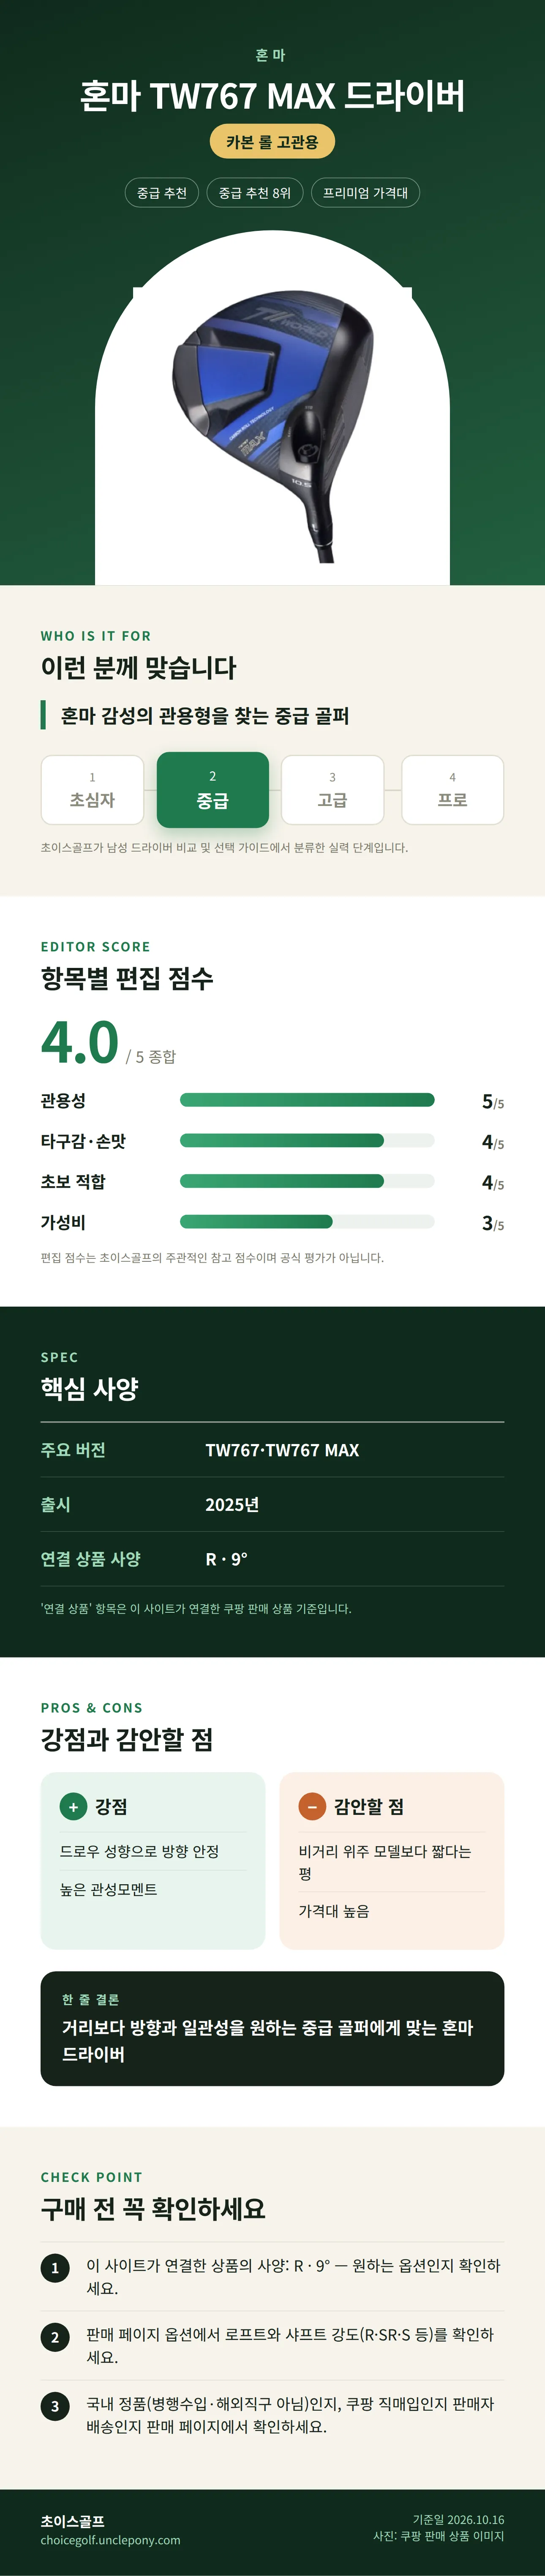 혼마
혼마 TW767 MAX 드라이버
카본 롤 고관용
중급 추천
중급 추천 8위
프리미엄 가격대
WORLD
CARBON ROLL TECHNOLOGY
MAX
10.5
WHO IS IT FOR
이런 분께 맞습니다
혼마 감성의 관용형을 찾는 중급 골퍼
1
초심자
2
중급
3
고급
4
프로
초이스골프가 남성 드라이버 비교 및 선택 가이드에서 분류한 실력 단계입니다.
EDITOR SCORE
항목별 편집 점수
4.0 / 5 종합
관용성 5/5
타구감·손맛 4/5
초보 적합 4/5
가성비 3/5
편집 점수는 초이스골프의 주관적인 참고 점수이며 공식 평가가 아닙니다.
SPEC
핵심 사양
주요 버전 TW767·TW767 MAX
출시 2025년
연결 상품 사양 R · 9°
'연결 상품' 항목은 이 사이트가 연결한 쿠팡 판매 상품 기준입니다.
PROS & CONS
강점과 감안할 점
+ 강점
드로우 성향으로 방향 안정
높은 관성모멘트
− 감안할 점
비거리 위주 모델보다 짧다는
평
가격대 높음
한 줄 결론
거리보다 방향과 일관성을 원하는 중급 골퍼에게 맞는 혼마
드라이버
CHECK POINT
구매 전 꼭 확인하세요
1 이 사이트가 연결한 상품의 사양: R · 9° — 원하는 옵션인지 확인하
세요.
2 판매 페이지 옵션에서 로프트와 샤프트 강도(R·SR·S 등)를 확인하
세요.
3 국내 정품(병행수입·해외직구 아님)인지, 쿠팡 직매입인지 판매자
배송인지 판매 페이지에서 확인하세요.
초이스골프
choicegolf.unclepony.com
기준일 2026.10.16
사진: 쿠팡 판매 상품 이미지